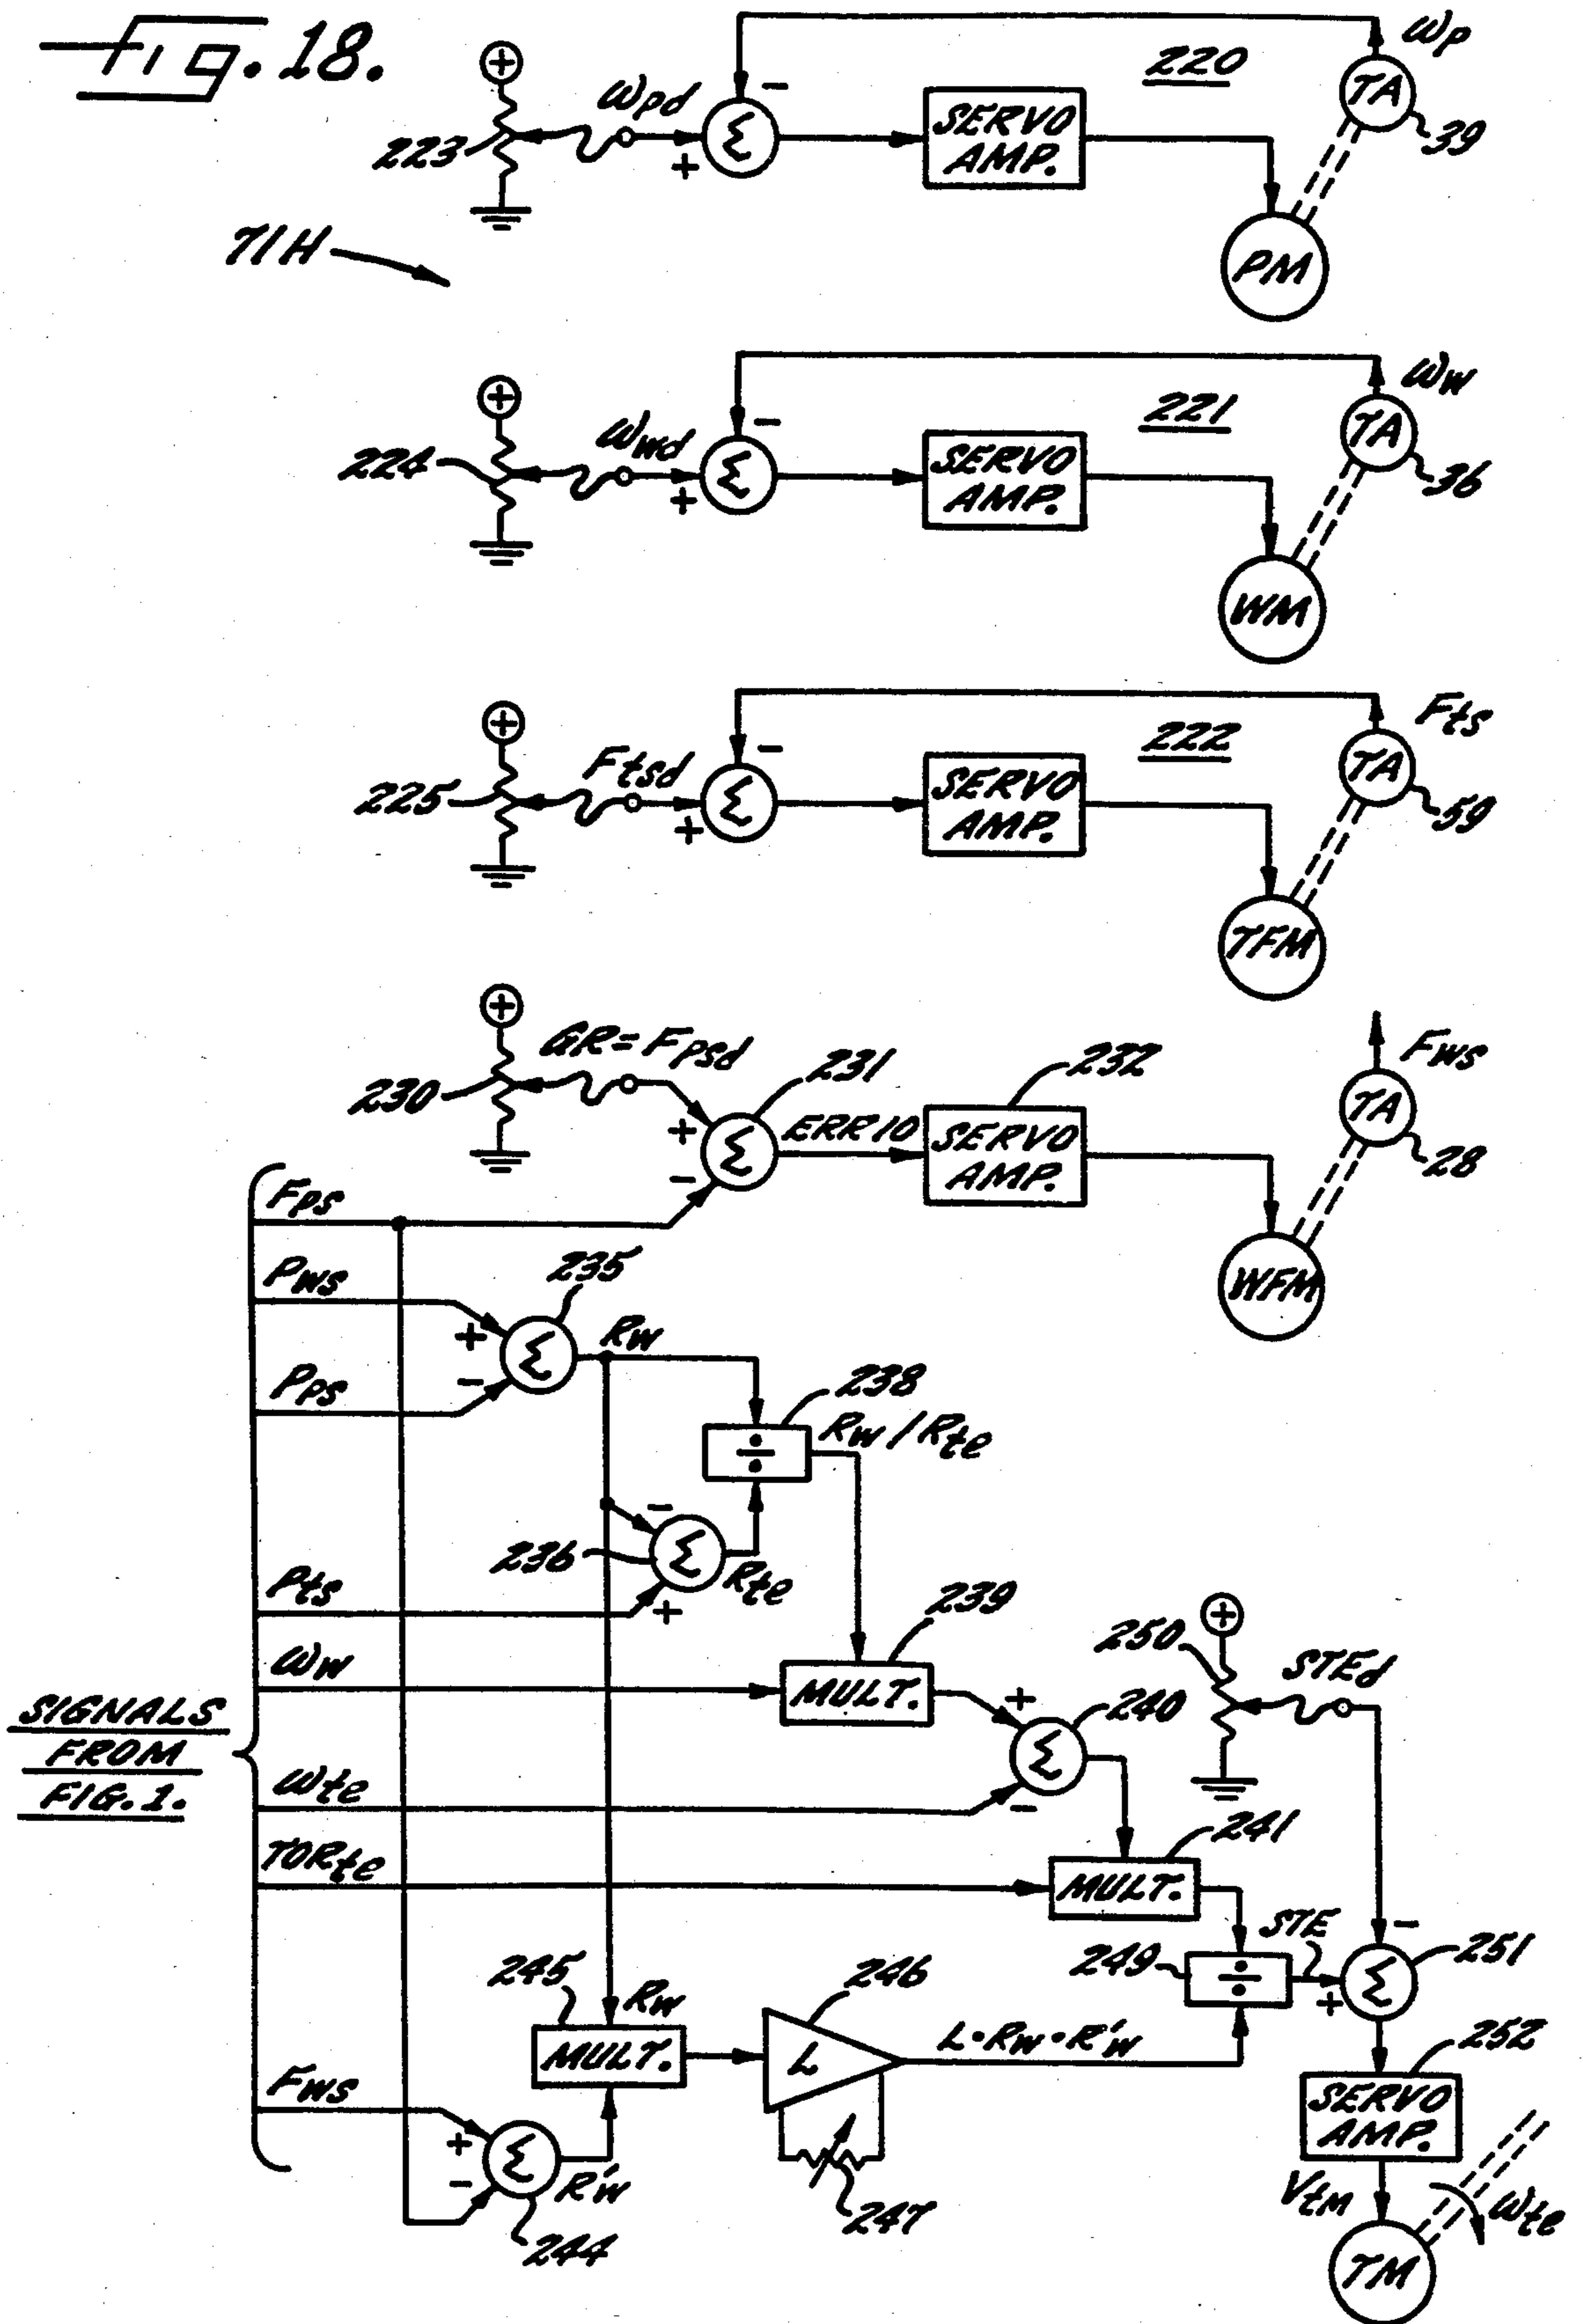 Fig. 18.
ωp
220
TA
39
ωpd
-
+
Σ
SERVO
AMP.
223
PM
71H
ωw
221
TA
36
ωwd
-
+
Σ
SERVO
AMP.
224
WM
Fts
222
TA
59
Ftsd
-
+
Σ
SERVO
AMP.
225
TFM
GR=FPSd
231
232
Fws
TA
28
230
+
-
Σ
ERR 10
SERVO
AMP.
WFM
Fps
Pws
235
+
-
Σ
Rw
Pps
238
÷
Rw/Rte
236
-
+
Σ
Rte
Pts
239
ωw
MULT.
250
STEd
SIGNALS
FROM
FIG. 1.
+
-
Σ
240
ωte
241
TORte
MULT.
STE
-
+
249
÷
Σ
251
245
Rw
246
MULT.
L
L·Rw·R'w
252
SERVO
AMP.
Fws
+
-
Σ
R'w
244
247
VtM
ωte
TM